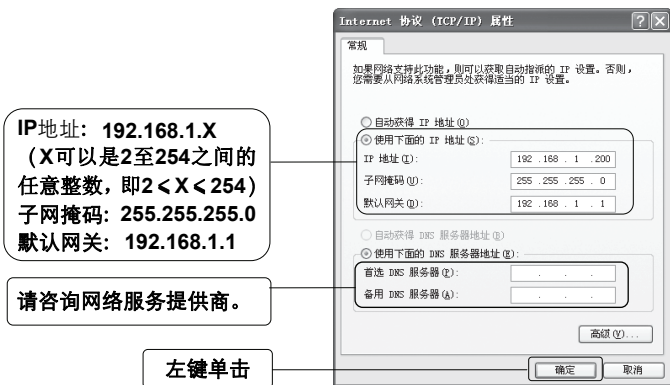 Internet 协议 (TCP/IP) 属性
常规
如果网络支持此功能，则可以获取自动指派的 IP 设置。否则，
您需要从网络系统管理员处获得适当的 IP 设置。
自动获得 IP 地址(O)
使用下面的 IP 地址(S):
IP 地址(I): 192 .168 . 1 .200
子网掩码(U): 255 .255 .255 . 0
默认网关(D): 192 .168 . 1 . 1
自动获得 DNS 服务器地址(B)
使用下面的 DNS 服务器地址(E):
首选 DNS 服务器(P): . . .
备用 DNS 服务器(A): . . .
高级(V)...
确定
取消
IP地址: 192.168.1.X
（X可以是2至254之间的
任意整数，即2≤X≤254）
子网掩码: 255.255.255.0
默认网关: 192.168.1.1
请咨询网络服务提供商。
左键单击